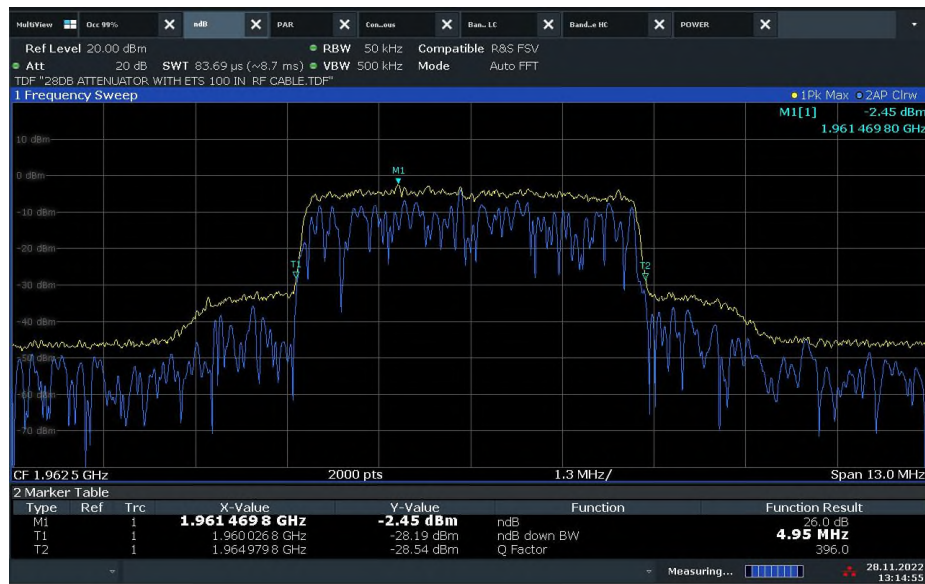 MultiView Occ 99% ndB PAR Con..ous Ban.. LC Band..e HC POWER
Ref Level 20.00 dBm RBW 50 kHz Compatible R&S FSV
Att 20 dB SWT 83.69 µs (~8.7 ms) VBW 500 kHz Mode Auto FFT
TDF "28DB ATTENUATOR WITH ETS 100 IN RF CABLE.TDF"
1 Frequency Sweep 1Pk Max 2AP Clrw
M1[1] -2.45 dBm
1.961 469 80 GHz
10 dBm
0 dBm
M1
-10 dBm
-20 dBm
T1 T2
-30 dBm
-40 dBm
-50 dBm
-60 dBm
-70 dBm
CF 1.962 5 GHz 2000 pts 1.3 MHz/ Span 13.0 MHz
2 Marker Table
Type Ref Trc X-Value Y-Value Function Function Result
M1 1 1.961 469 8 GHz -2.45 dBm ndB 26.0 dB
T1 1 1.960 026 8 GHz -28.19 dBm ndB down BW 4.95 MHz
T2 1 1.964 979 8 GHz -28.54 dBm Q Factor 396.0
Measuring... 28.11.2022
13:14:55